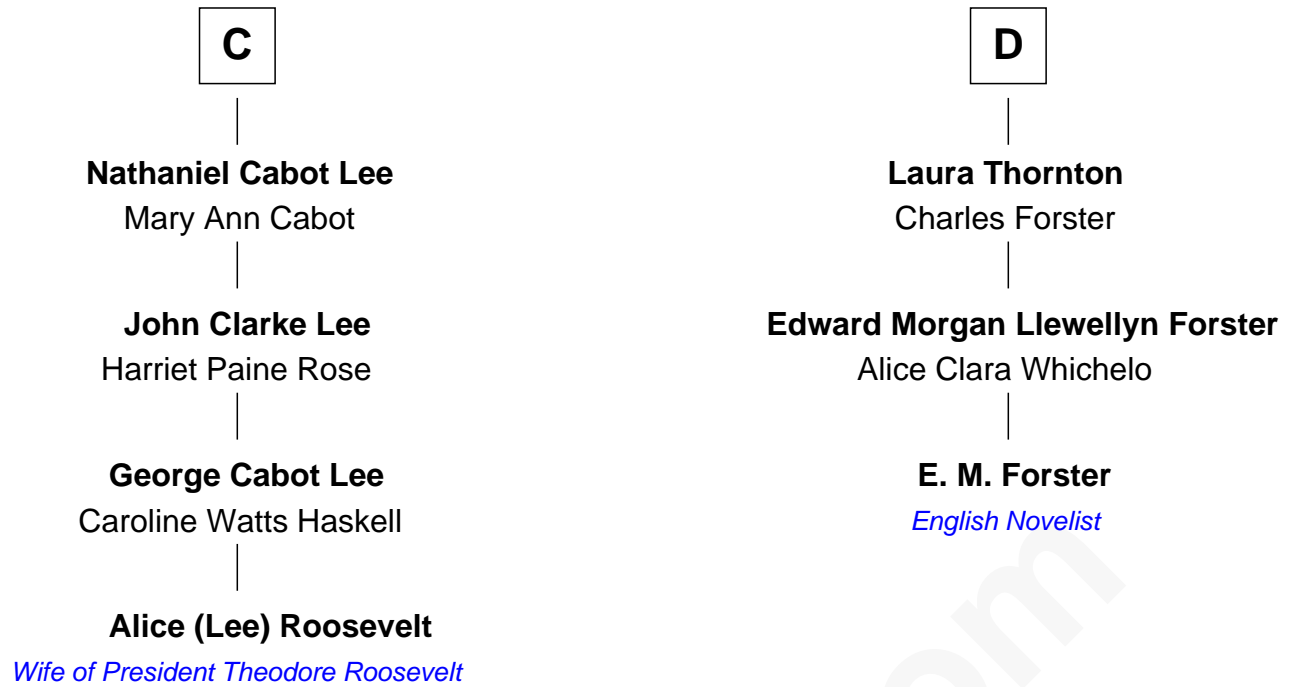 C
Nathaniel Cabot Lee
Mary Ann Cabot
John Clarke Lee
Harriet Paine Rose
George Cabot Lee
Caroline Watts Haskell
Alice (Lee) Roosevelt
Wife of President Theodore Roosevelt
D
Laura Thornton
Charles Forster
Edward Morgan Llewellyn Forster
Alice Clara Whichelo
E. M. Forster
English Novelist
om